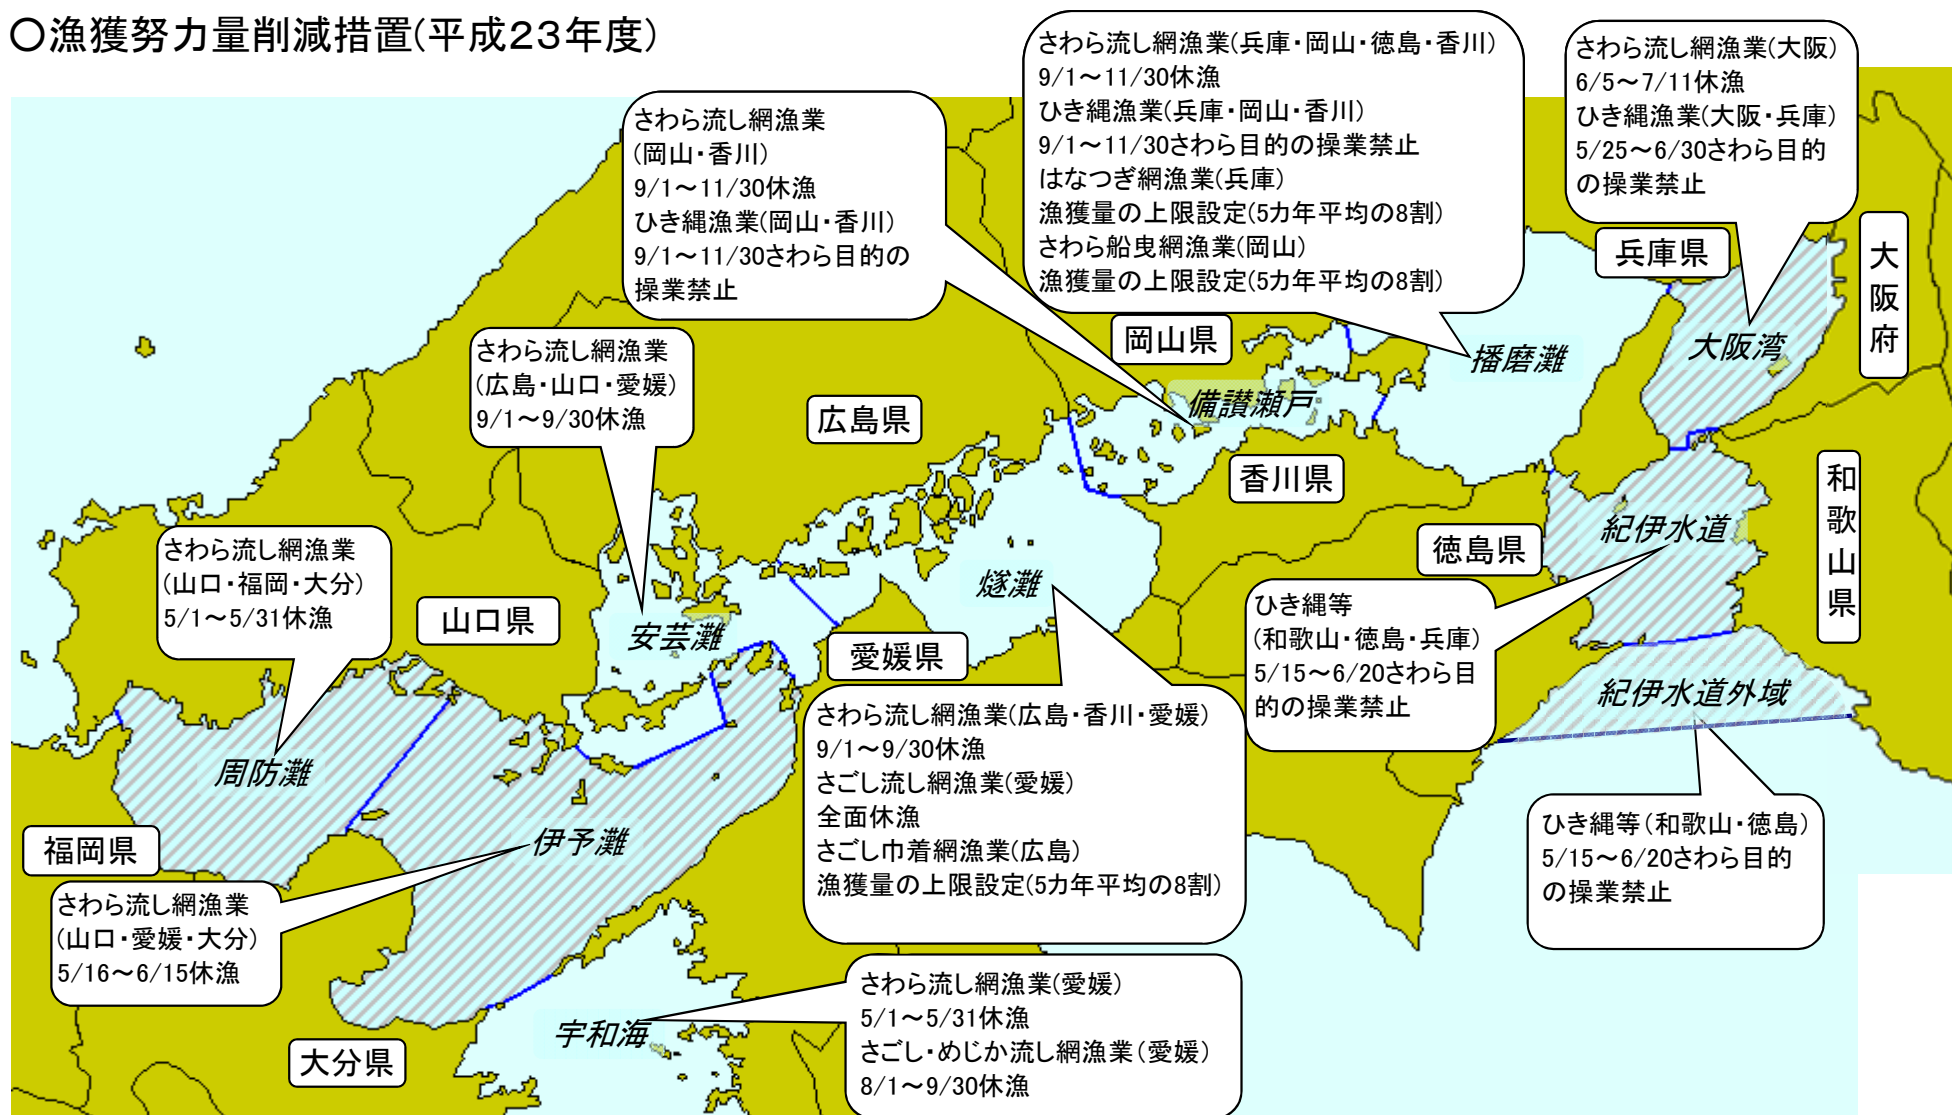 ○漁獲努力量削減措置(平成23年度)
さわら流し網漁業(兵庫・岡山・徳島・香川)
9/1～11/30休漁
ひき縄漁業(兵庫・岡山・香川)
9/1～11/30さわら目的の操業禁止
はなつぎ網漁業(兵庫)
漁獲量の上限設定(5カ年平均の8割)
さわら船曳網漁業(岡山)
漁獲量の上限設定(5カ年平均の8割)
さわら流し網漁業(大阪)
6/5～7/11休漁
ひき縄漁業(大阪・兵庫)
5/25～6/30さわら目的
の操業禁止
さわら流し網漁業
(岡山・香川)
9/1～11/30休漁
ひき縄漁業(岡山・香川)
9/1～11/30さわら目的の
操業禁止
兵庫県
大阪府
岡山県
播磨灘
大阪湾
さわら流し網漁業
(広島・山口・愛媛)
9/1～9/30休漁
広島県
備讃瀬戸
香川県
和歌山県
紀伊水道
徳島県
さわら流し網漁業
(山口・福岡・大分)
5/1～5/31休漁
山口県
安芸灘
燧灘
愛媛県
ひき縄等
(和歌山・徳島・兵庫)
5/15～6/20さわら目
的の操業禁止
紀伊水道外域
さわら流し網漁業(広島・香川・愛媛)
9/1～9/30休漁
さごし流し網漁業(愛媛)
全面休漁
さごし巾着網漁業(広島)
漁獲量の上限設定(5カ年平均の8割)
周防灘
伊予灘
福岡県
ひき縄等(和歌山・徳島)
5/15～6/20さわら目的
の操業禁止
さわら流し網漁業
(山口・愛媛・大分)
5/16～6/15休漁
さわら流し網漁業(愛媛)
5/1～5/31休漁
さごし・めじか流し網漁業(愛媛)
8/1～9/30休漁
宇和海
大分県